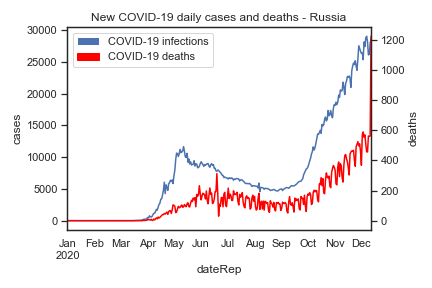 New COVID-19 daily cases and deaths - Russia
COVID-19 infections
COVID-19 deaths
30000
25000
20000
15000
10000
5000
0
cases
1200
1000
800
600
400
200
0
deaths
Jan Feb Mar Apr May Jun Jul Aug Sep Oct Nov Dec
2020
dateRep